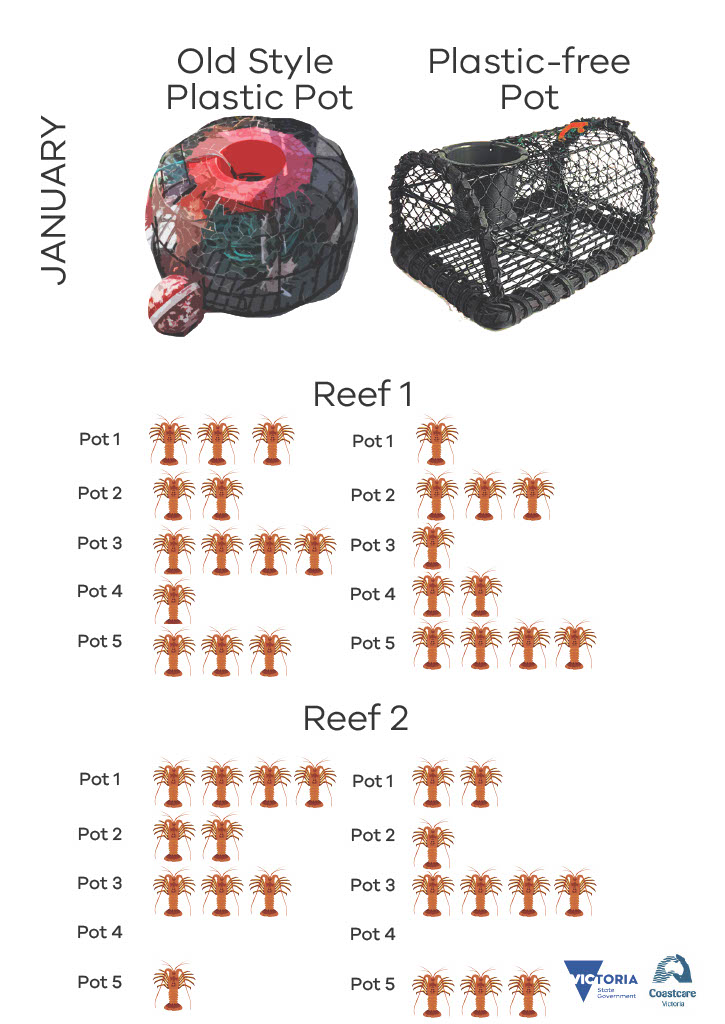 JANUARY
Old Style
Plastic Pot
Plastic-free
Pot
Reef 1
Pot 1
Pot 1
Pot 2
Pot 2
Pot 3
Pot 3
Pot 4
Pot 4
Pot 5
Pot 5
Reef 2
Pot 1
Pot 1
Pot 2
Pot 2
Pot 3
Pot 3
Pot 4
Pot 4
Pot 5
Pot 5
VICTORIA
State
Government
Coastcare
Victoria